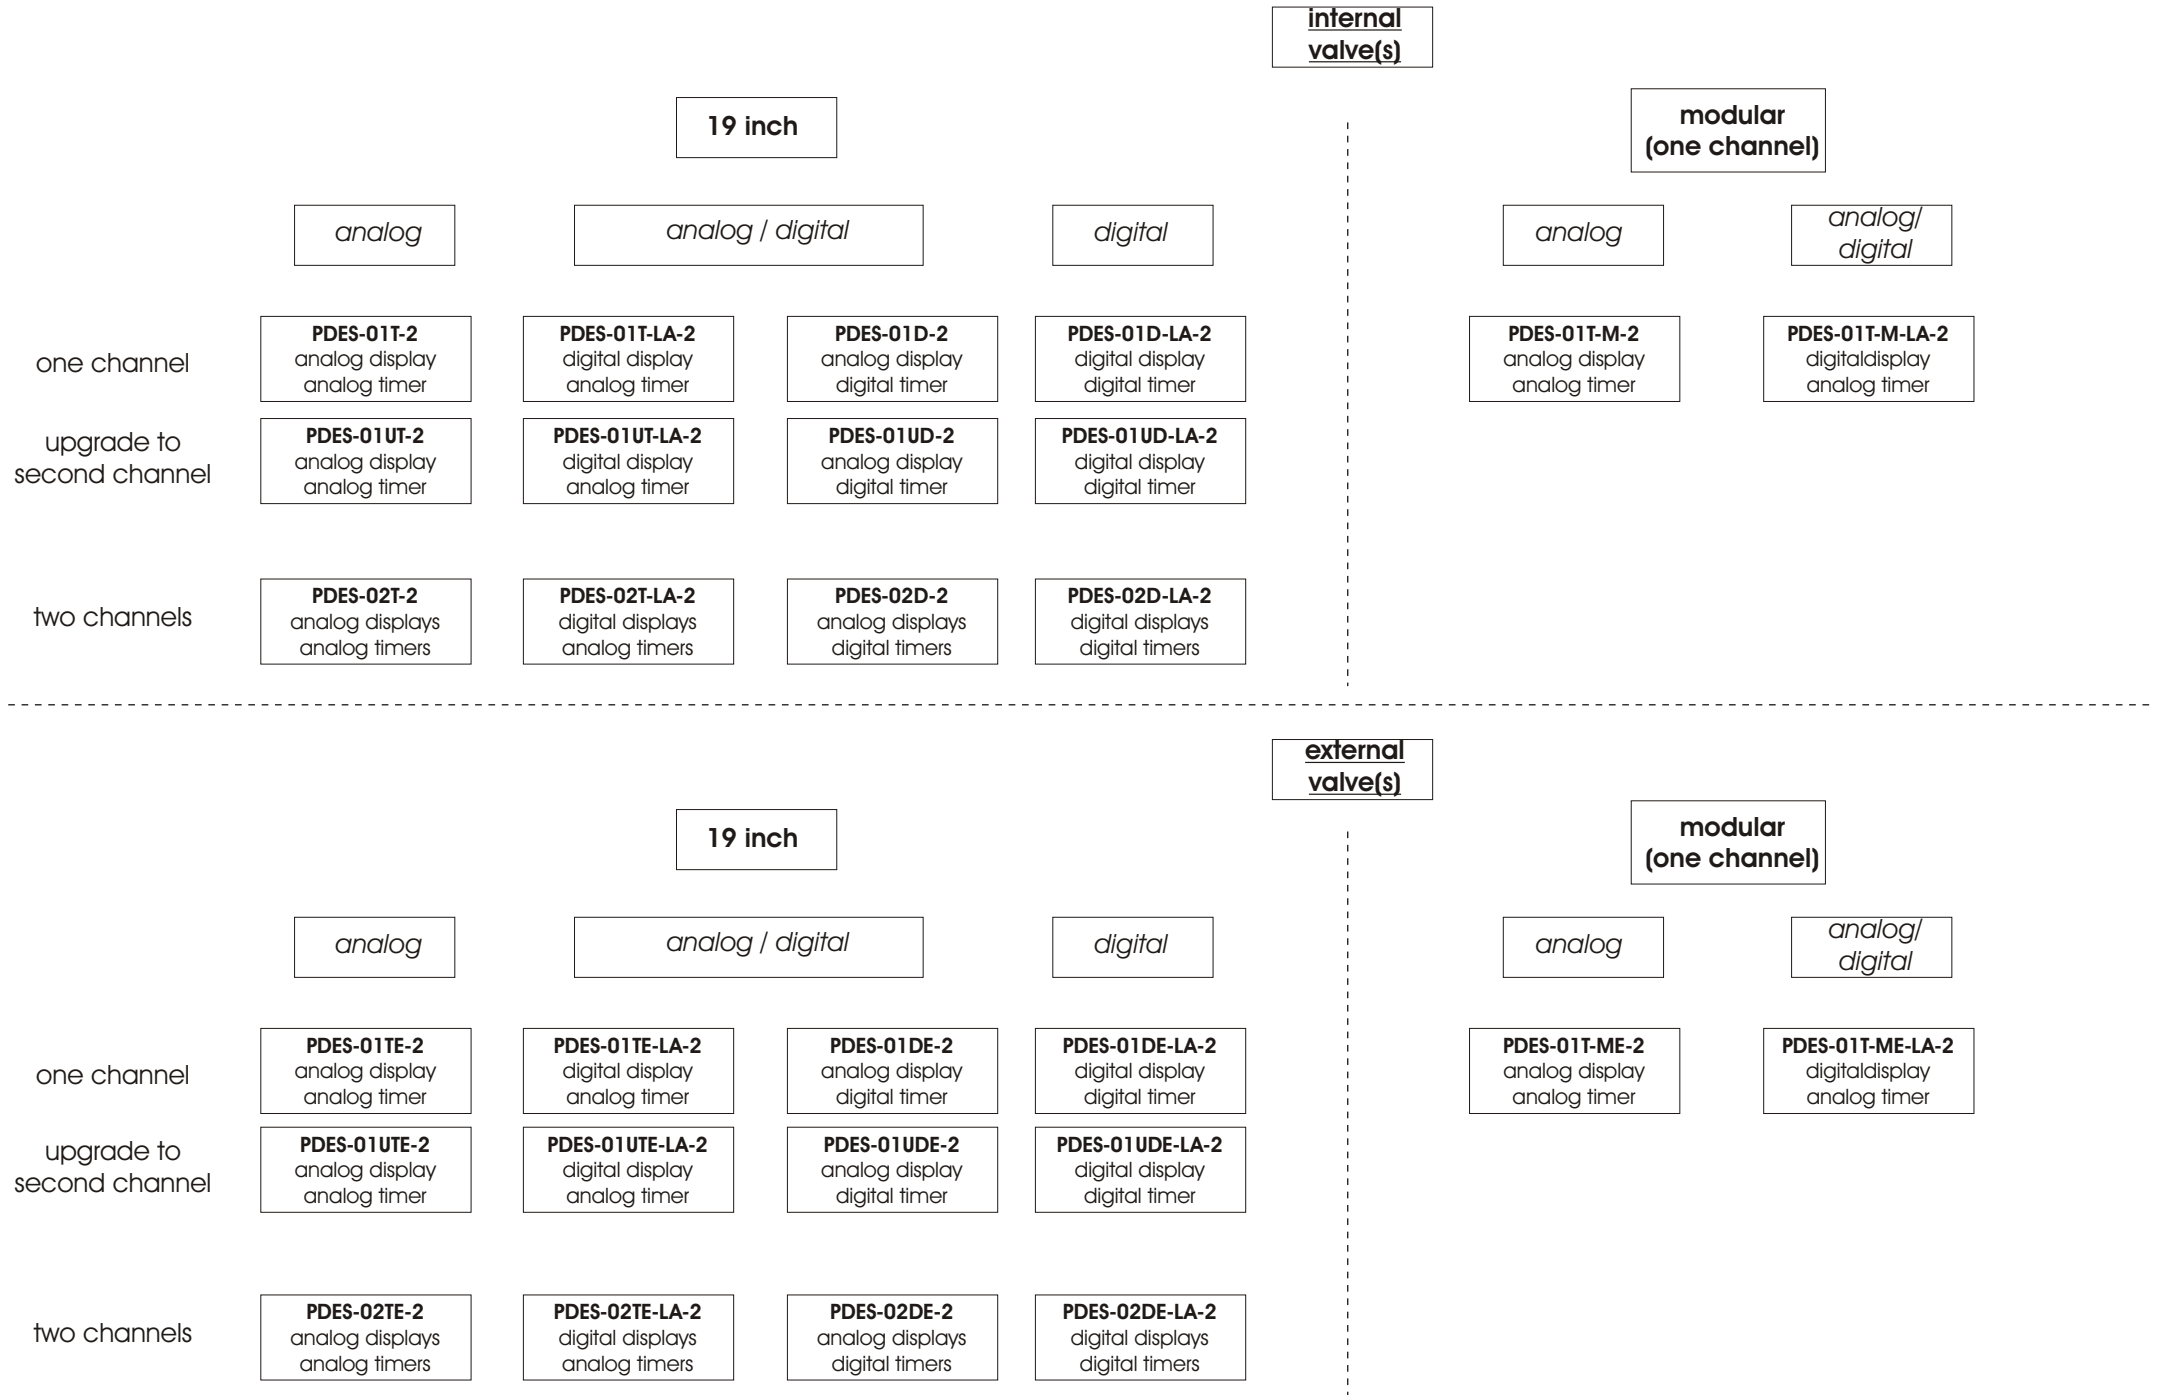 internal
valve(s)
19 inch
modular
(one channel)
analog
analog / digital
digital
analog
analog/
digital
one channel
PDES-01T-2
analog display
analog timer
PDES-01T-LA-2
digital display
analog timer
PDES-01D-2
analog display
digital timer
PDES-01D-LA-2
digital display
digital timer
PDES-01T-M-2
analog display
analog timer
PDES-01T-M-LA-2
digitaldisplay
analog timer
upgrade to
second channel
PDES-01UT-2
analog display
analog timer
PDES-01UT-LA-2
digital display
analog timer
PDES-01UD-2
analog display
digital timer
PDES-01UD-LA-2
digital display
digital timer
two channels
PDES-02T-2
analog displays
analog timers
PDES-02T-LA-2
digital displays
analog timers
PDES-02D-2
analog displays
digital timers
PDES-02D-LA-2
digital displays
digital timers
external
valve(s)
19 inch
modular
(one channel)
analog
analog / digital
digital
analog
analog/
digital
one channel
PDES-01TE-2
analog display
analog timer
PDES-01TE-LA-2
digital display
analog timer
PDES-01DE-2
analog display
digital timer
PDES-01DE-LA-2
digital display
digital timer
PDES-01T-ME-2
analog display
analog timer
PDES-01T-ME-LA-2
digitaldisplay
analog timer
upgrade to
second channel
PDES-01UTE-2
analog display
analog timer
PDES-01UTE-LA-2
digital display
analog timer
PDES-01UDE-2
analog display
digital timer
PDES-01UDE-LA-2
digital display
digital timer
two channels
PDES-02TE-2
analog displays
analog timers
PDES-02TE-LA-2
digital displays
analog timers
PDES-02DE-2
analog displays
digital timers
PDES-02DE-LA-2
digital displays
digital timers